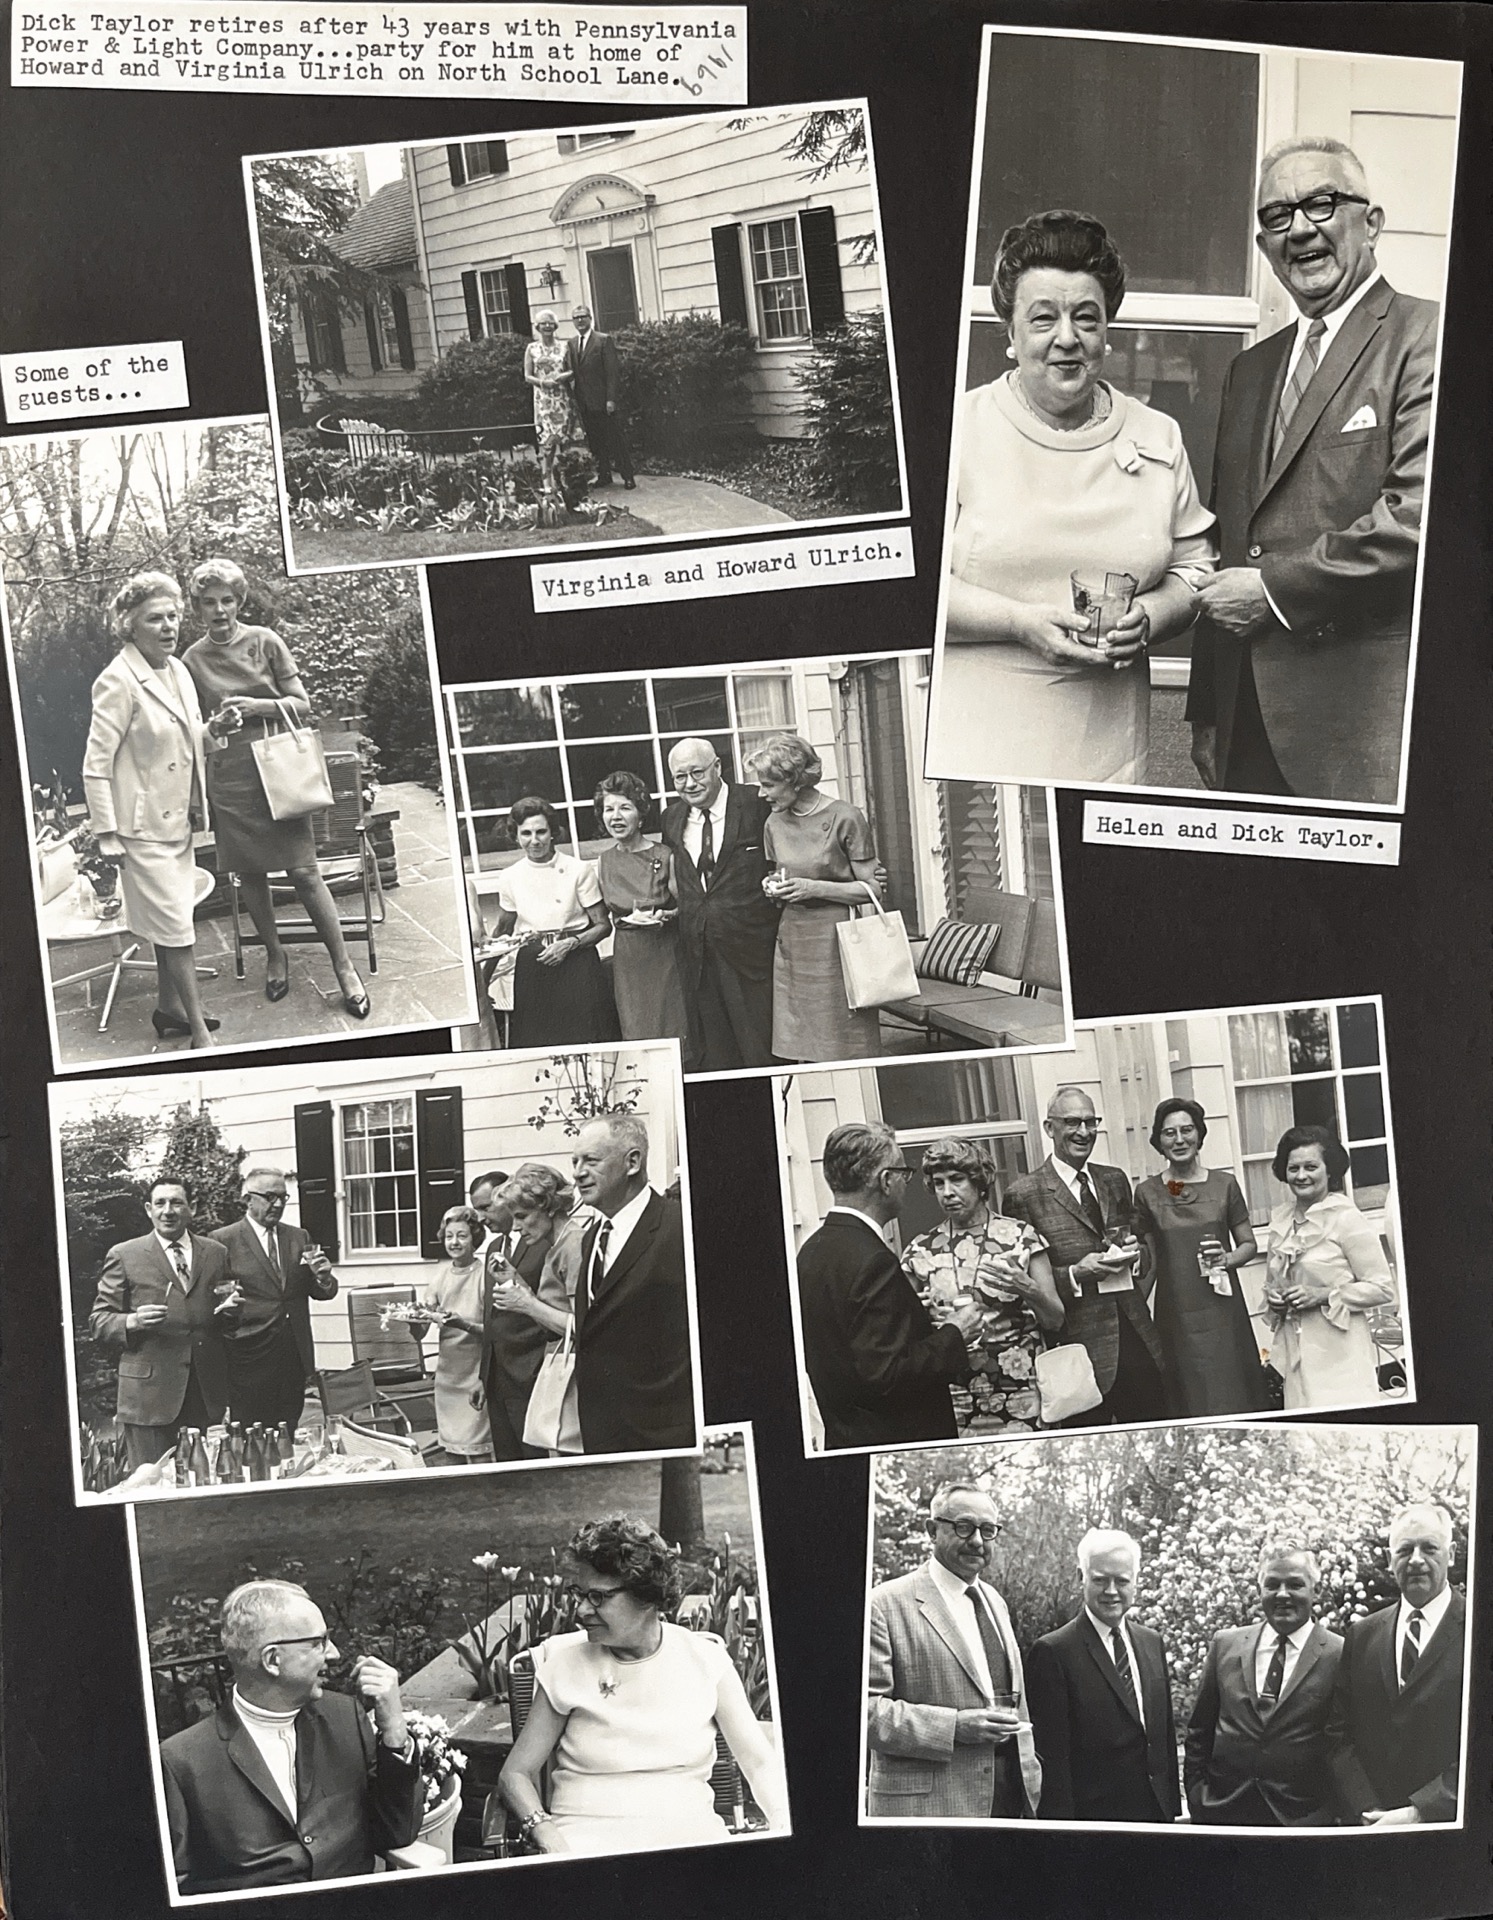 Dick Taylor retires after 43 years with Pennsylvania
Power & Light Company...party for him at home of
Howard and Virginia Ulrich on North School Lane.
1969
Some of the
guests...
Virginia and Howard Ulrich.
Helen and Dick Taylor.